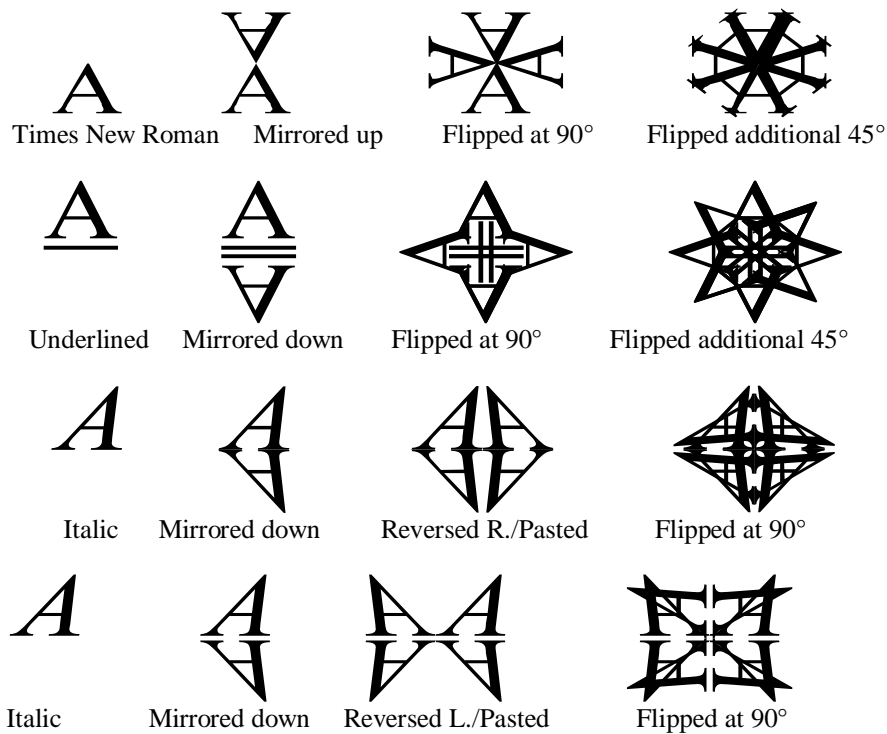 A
Times New Roman Mirrored up Flipped at 90° Flipped additional 45°
A
Underlined Mirrored down Flipped at 90° Flipped additional 45°
A
Italic Mirrored down Reversed R./Pasted Flipped at 90°
A
Italic Mirrored down Reversed L./Pasted Flipped at 90°